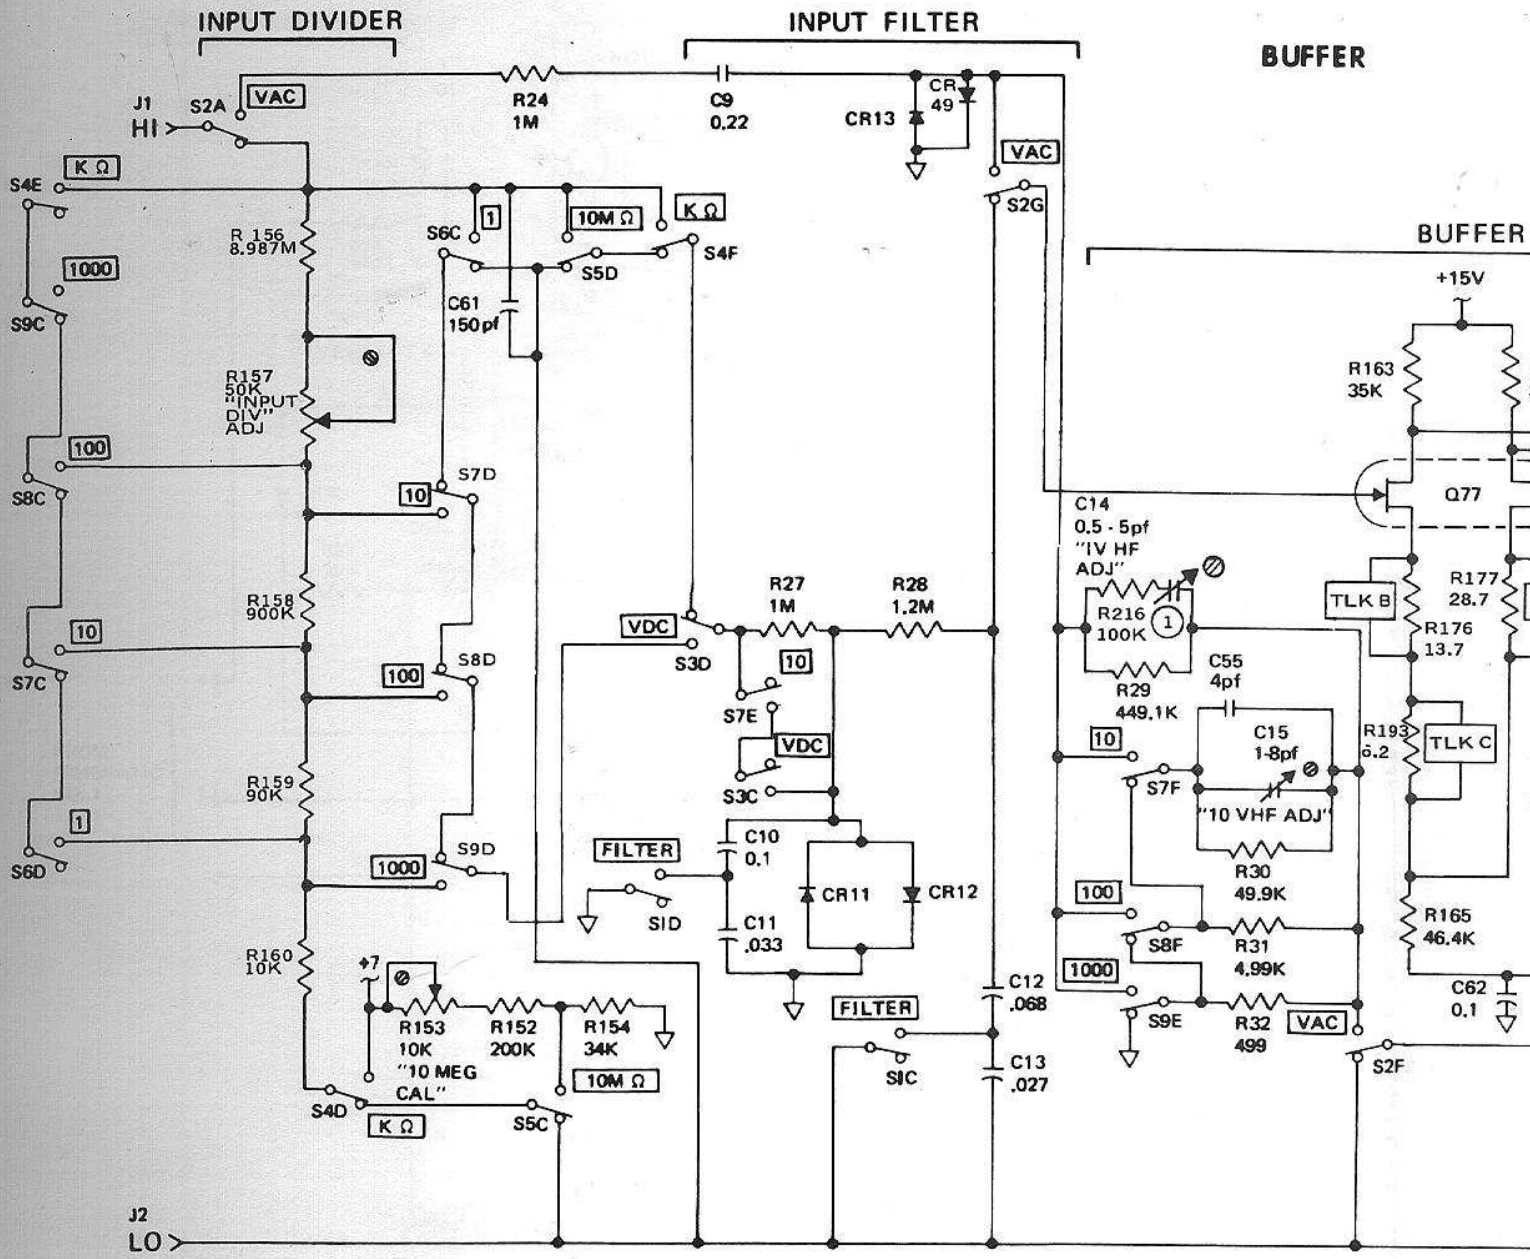 INPUT DIVIDER
INPUT FILTER
BUFFER
J1
HI
S2A
VAC
R24
1M
C9
0.22
CR13
CR
49
VAC
S2G
BUFFER
S4E
K Ω
R 156
8.987M
S6C
1
10M Ω
K Ω
S5D
S4F
+15V
1000
S9C
C61
150pf
R157
50K
"INPUT
DIV"
ADJ
R163
35K
100
S8C
S7D
10
Q77
C14
0.5 - 5pf
"IV HF
ADJ"
R158
900K
R27
1M
R28
1.2M
R216
100K
1
TLK B
R177
28.7
R176
13.7
10
S7C
S8D
100
VDC
S3D
10
S7E
R29
449.1K
C55
4pf
VDC
S3C
10
S7F
C15
1-8pf
"10 VHF ADJ"
R193
6.2
TLK C
R159
90K
1
S6D
S9D
1000
FILTER
S1D
C10
0.1
C11
.033
CR11
CR12
R30
49.9K
100
S8F
R31
4.99K
R165
46.4K
R160
10K
+7
R153
10K
"10 MEG
CAL"
R152
200K
R154
34K
FILTER
S1C
C12
.068
C13
.027
1000
S9E
R32
499
VAC
S2F
C62
0.1
S4D
K Ω
S5C
10M Ω
J2
LO